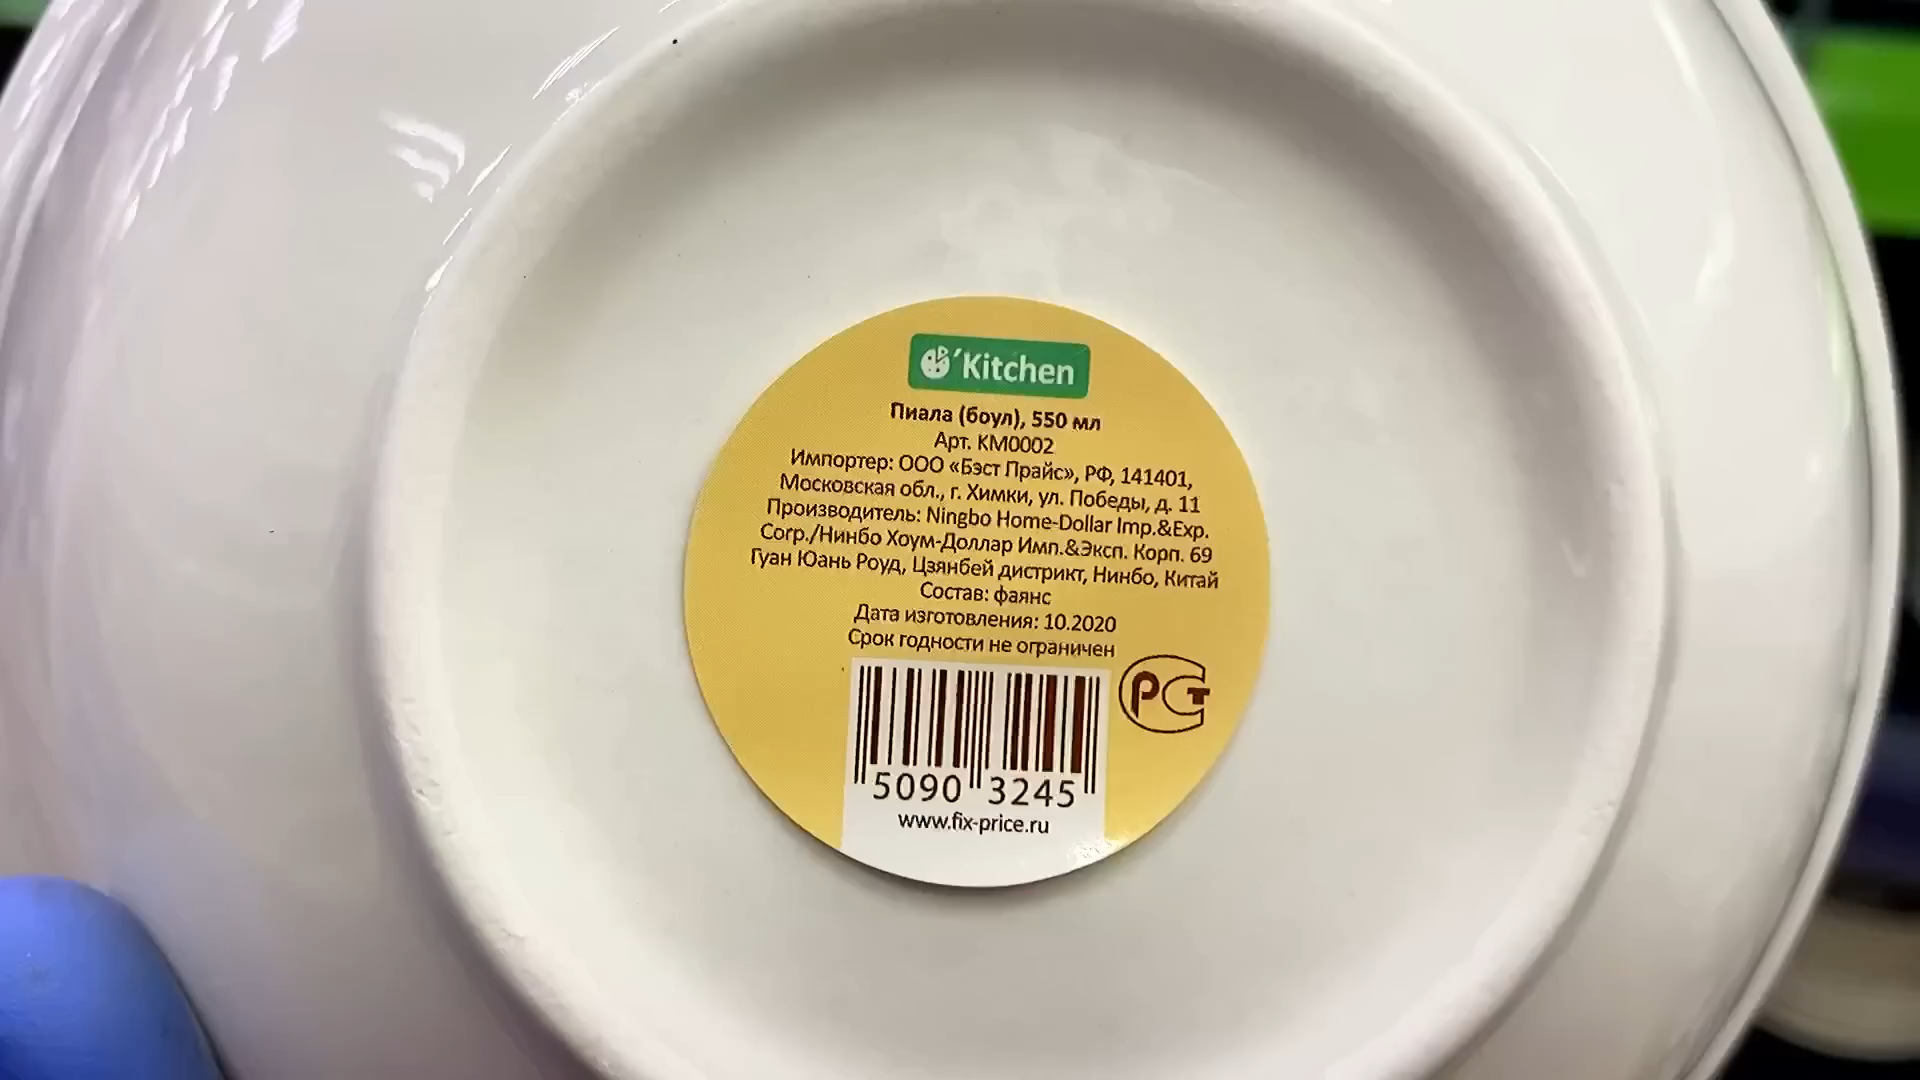 'Kitchen
Пиала (боул), 550 мл
Арт. KM0002
Импортер: ООО «Бэст Прайс», РФ, 141401,
Московская обл., г. Химки, ул. Победы, д. 11
Производитель: Ningbo Home-Dollar Imp.&Exp.
Corp./Нинбо Хоум-Доллар Имп.&Эксп. Корп. 69
Гуан Юань Роуд, Цзянбей дистрикт, Нинбо, Китай
Состав: фаянс
Дата изготовления: 10.2020
Срок годности не ограничен
РСТ
5090 3245
www.fix-price.ru